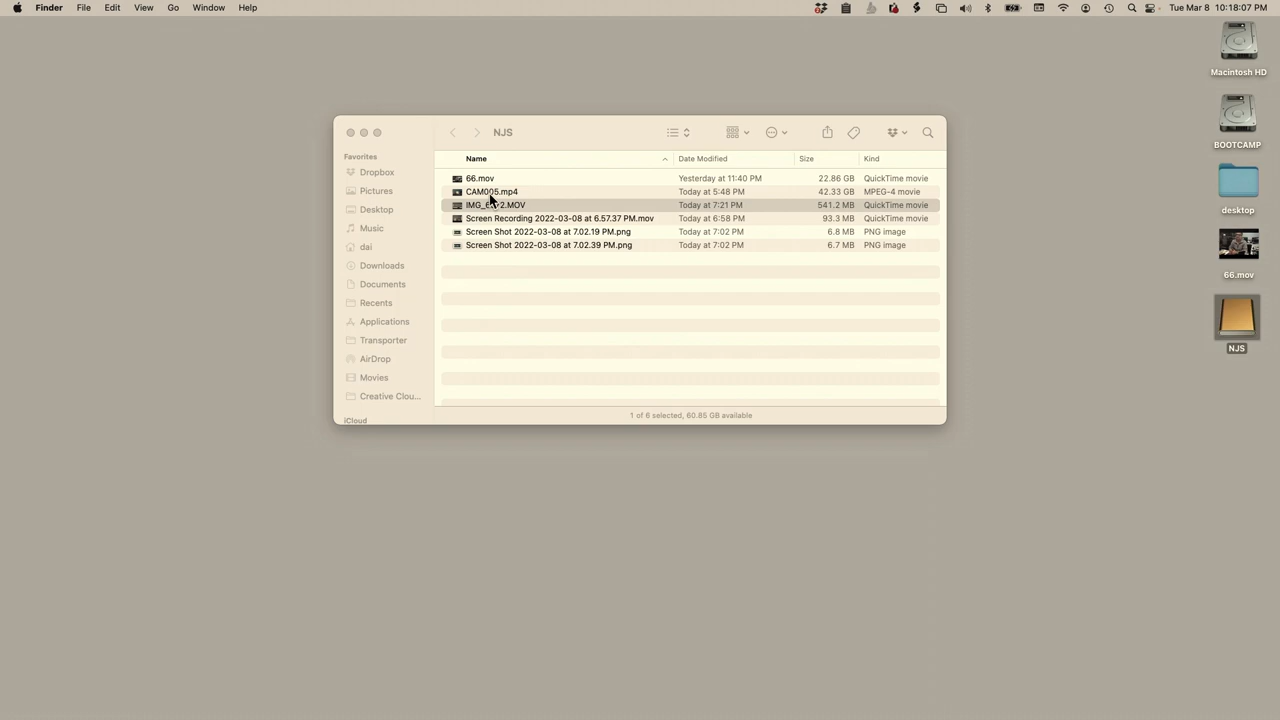 Finder File Edit View Go Window Help Tue Mar 8 10:18:07 PM
Macintosh HD
BOOTCAMP
desktop
66.mov
NJS
NJS
Favorites
Dropbox
Pictures
Desktop
Music
dai
Downloads
Documents
Recents
Applications
Transporter
AirDrop
Movies
Creative Clou...
iCloud
Name Date Modified Size Kind
66.mov Yesterday at 11:40 PM 22.86 GB QuickTime movie
CAM005.mp4 Today at 5:48 PM 42.33 GB MPEG-4 movie
Today at 7:21 PM 541.2 MB QuickTime movie
Screen Recording 2022-03-08 at 6.57.37 PM.mov Today at 6:58 PM 93.3 MB QuickTime movie
Screen Shot 2022-03-08 at 7.02.19 PM.png Today at 7:02 PM 6.8 MB PNG image
Screen Shot 2022-03-08 at 7.02.39 PM.png Today at 7:02 PM 6.7 MB PNG image
1 of 6 selected, 60.85 GB available